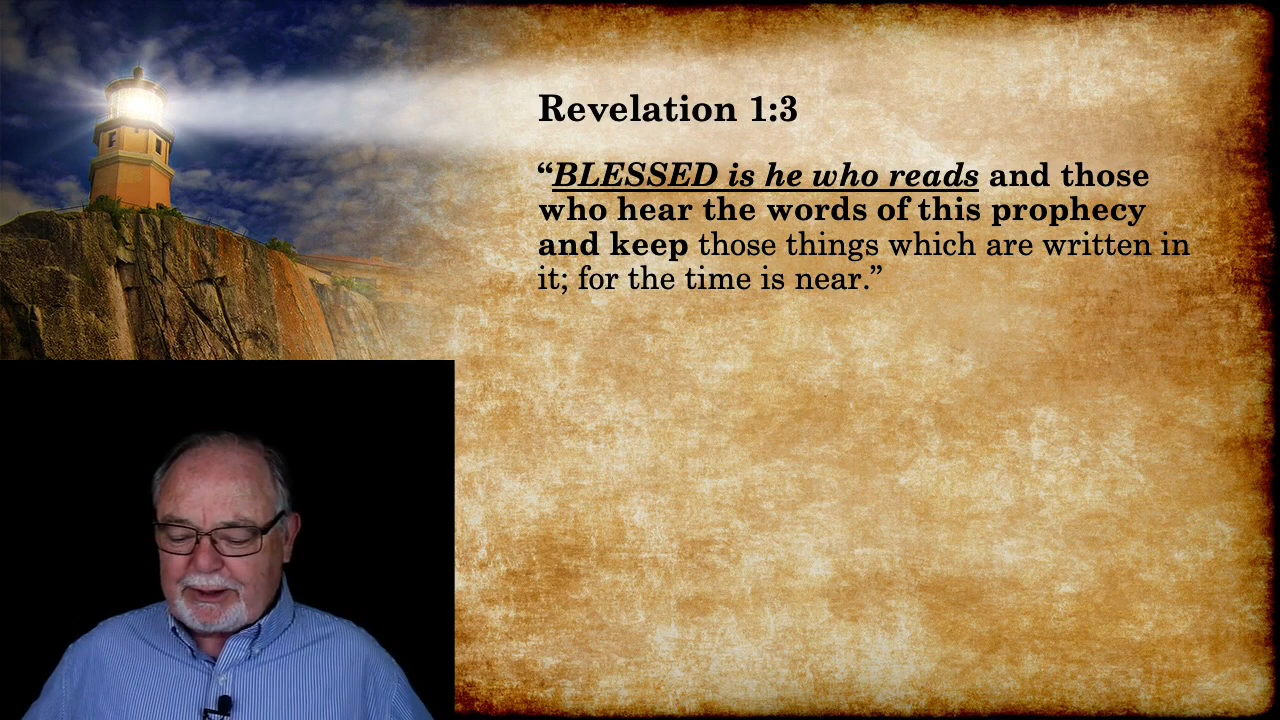 Revelation 1:3
“BLESSED is he who reads and those
who hear the words of this prophecy
and keep those things which are written in
it; for the time is near.”